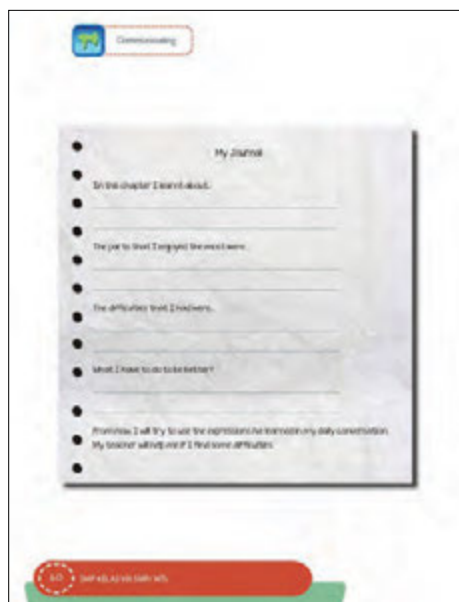 Communicating
My Journal
In this chapter I learnt about..
The parts that I enjoyed the most were..
The difficulties that I had were..
What I have to do to be better?
From now, I will try to use the expressions I've learned in my daily conversation.
My teacher will help me if I find some difficulties.